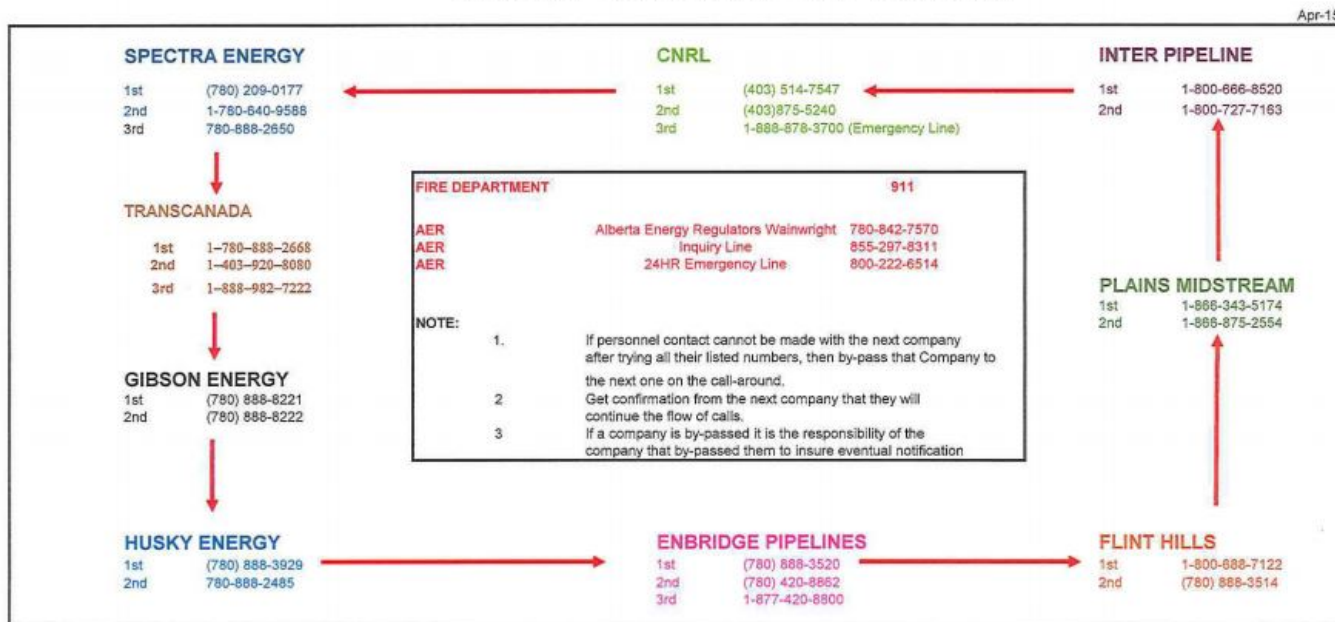 Apr-15
SPECTRA ENERGY
1st (780) 209-0177
2nd 1-780-640-9588
3rd 780-888-2650
CNRL
1st (403) 514-7547
2nd (403)875-5240
3rd 1-888-878-3700 (Emergency Line)
INTER PIPELINE
1st 1-800-666-8520
2nd 1-800-727-7163
TRANSCANADA
1st 1-780-888-2668
2nd 1-403-920-8080
3rd 1-888-982-7222
FIRE DEPARTMENT 911
AER Alberta Energy Regulators Wainwright 780-842-7570
AER Inquiry Line 855-297-8311
AER 24HR Emergency Line 800-222-6514
NOTE:
1. If personnel contact cannot be made with the next company
after trying all their listed numbers, then by-pass that Company to
the next one on the call-around.
2 Get confirmation from the next company that they will
continue the flow of calls.
3 If a company is by-passed it is the responsibility of the
company that by-passed them to insure eventual notification
PLAINS MIDSTREAM
1st 1-866-343-5174
2nd 1-866-875-2554
GIBSON ENERGY
1st (780) 888-8221
2nd (780) 888-8222
HUSKY ENERGY
1st (780) 888-3929
2nd 780-888-2485
ENBRIDGE PIPELINES
1st (780) 888-3520
2nd (780) 420-8862
3rd 1-877-420-8800
FLINT HILLS
1st 1-800-688-7122
2nd (780) 888-3514